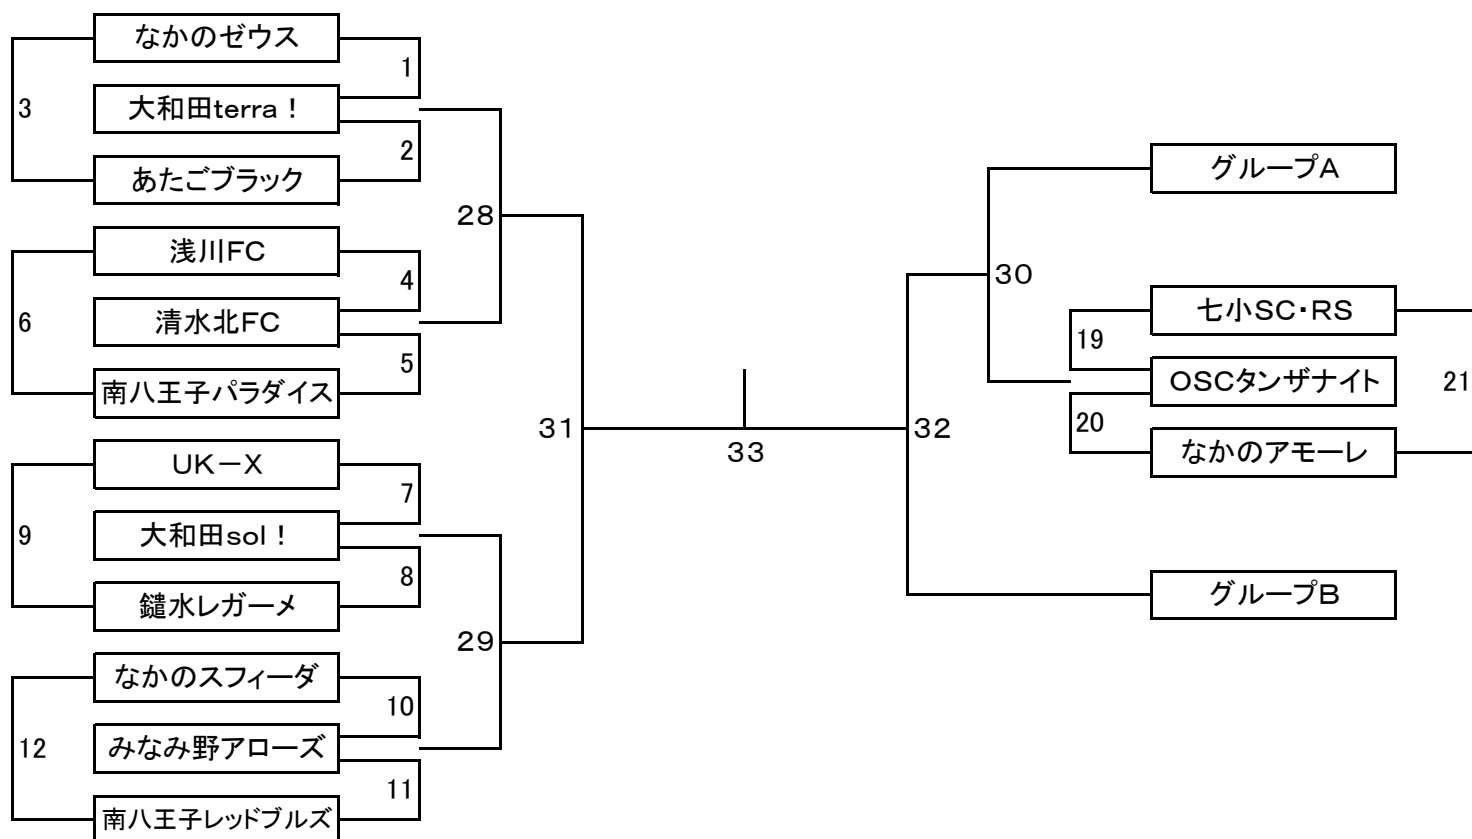 なかのゼウス
1
3
大和田terra！
2
あたごブラック
28
浅川FC
4
6
清水北FC
5
南八王子パラダイス
31
UK－X
7
9
大和田sol！
8
鑓水レガーメ
29
なかのスフィーダ
10
12
みなみ野アローズ
11
南八王子レッドブルズ
33
グループA
30
七小SC・RS
19
OSCタンザナイト
21
20
なかのアモーレ
32
グループB